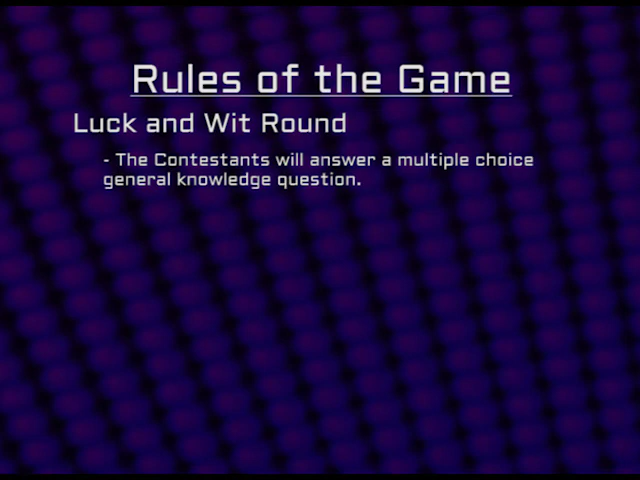 Rules of the Game
Luck and Wit Round
- The Contestants will answer a multiple choice
general knowledge question.